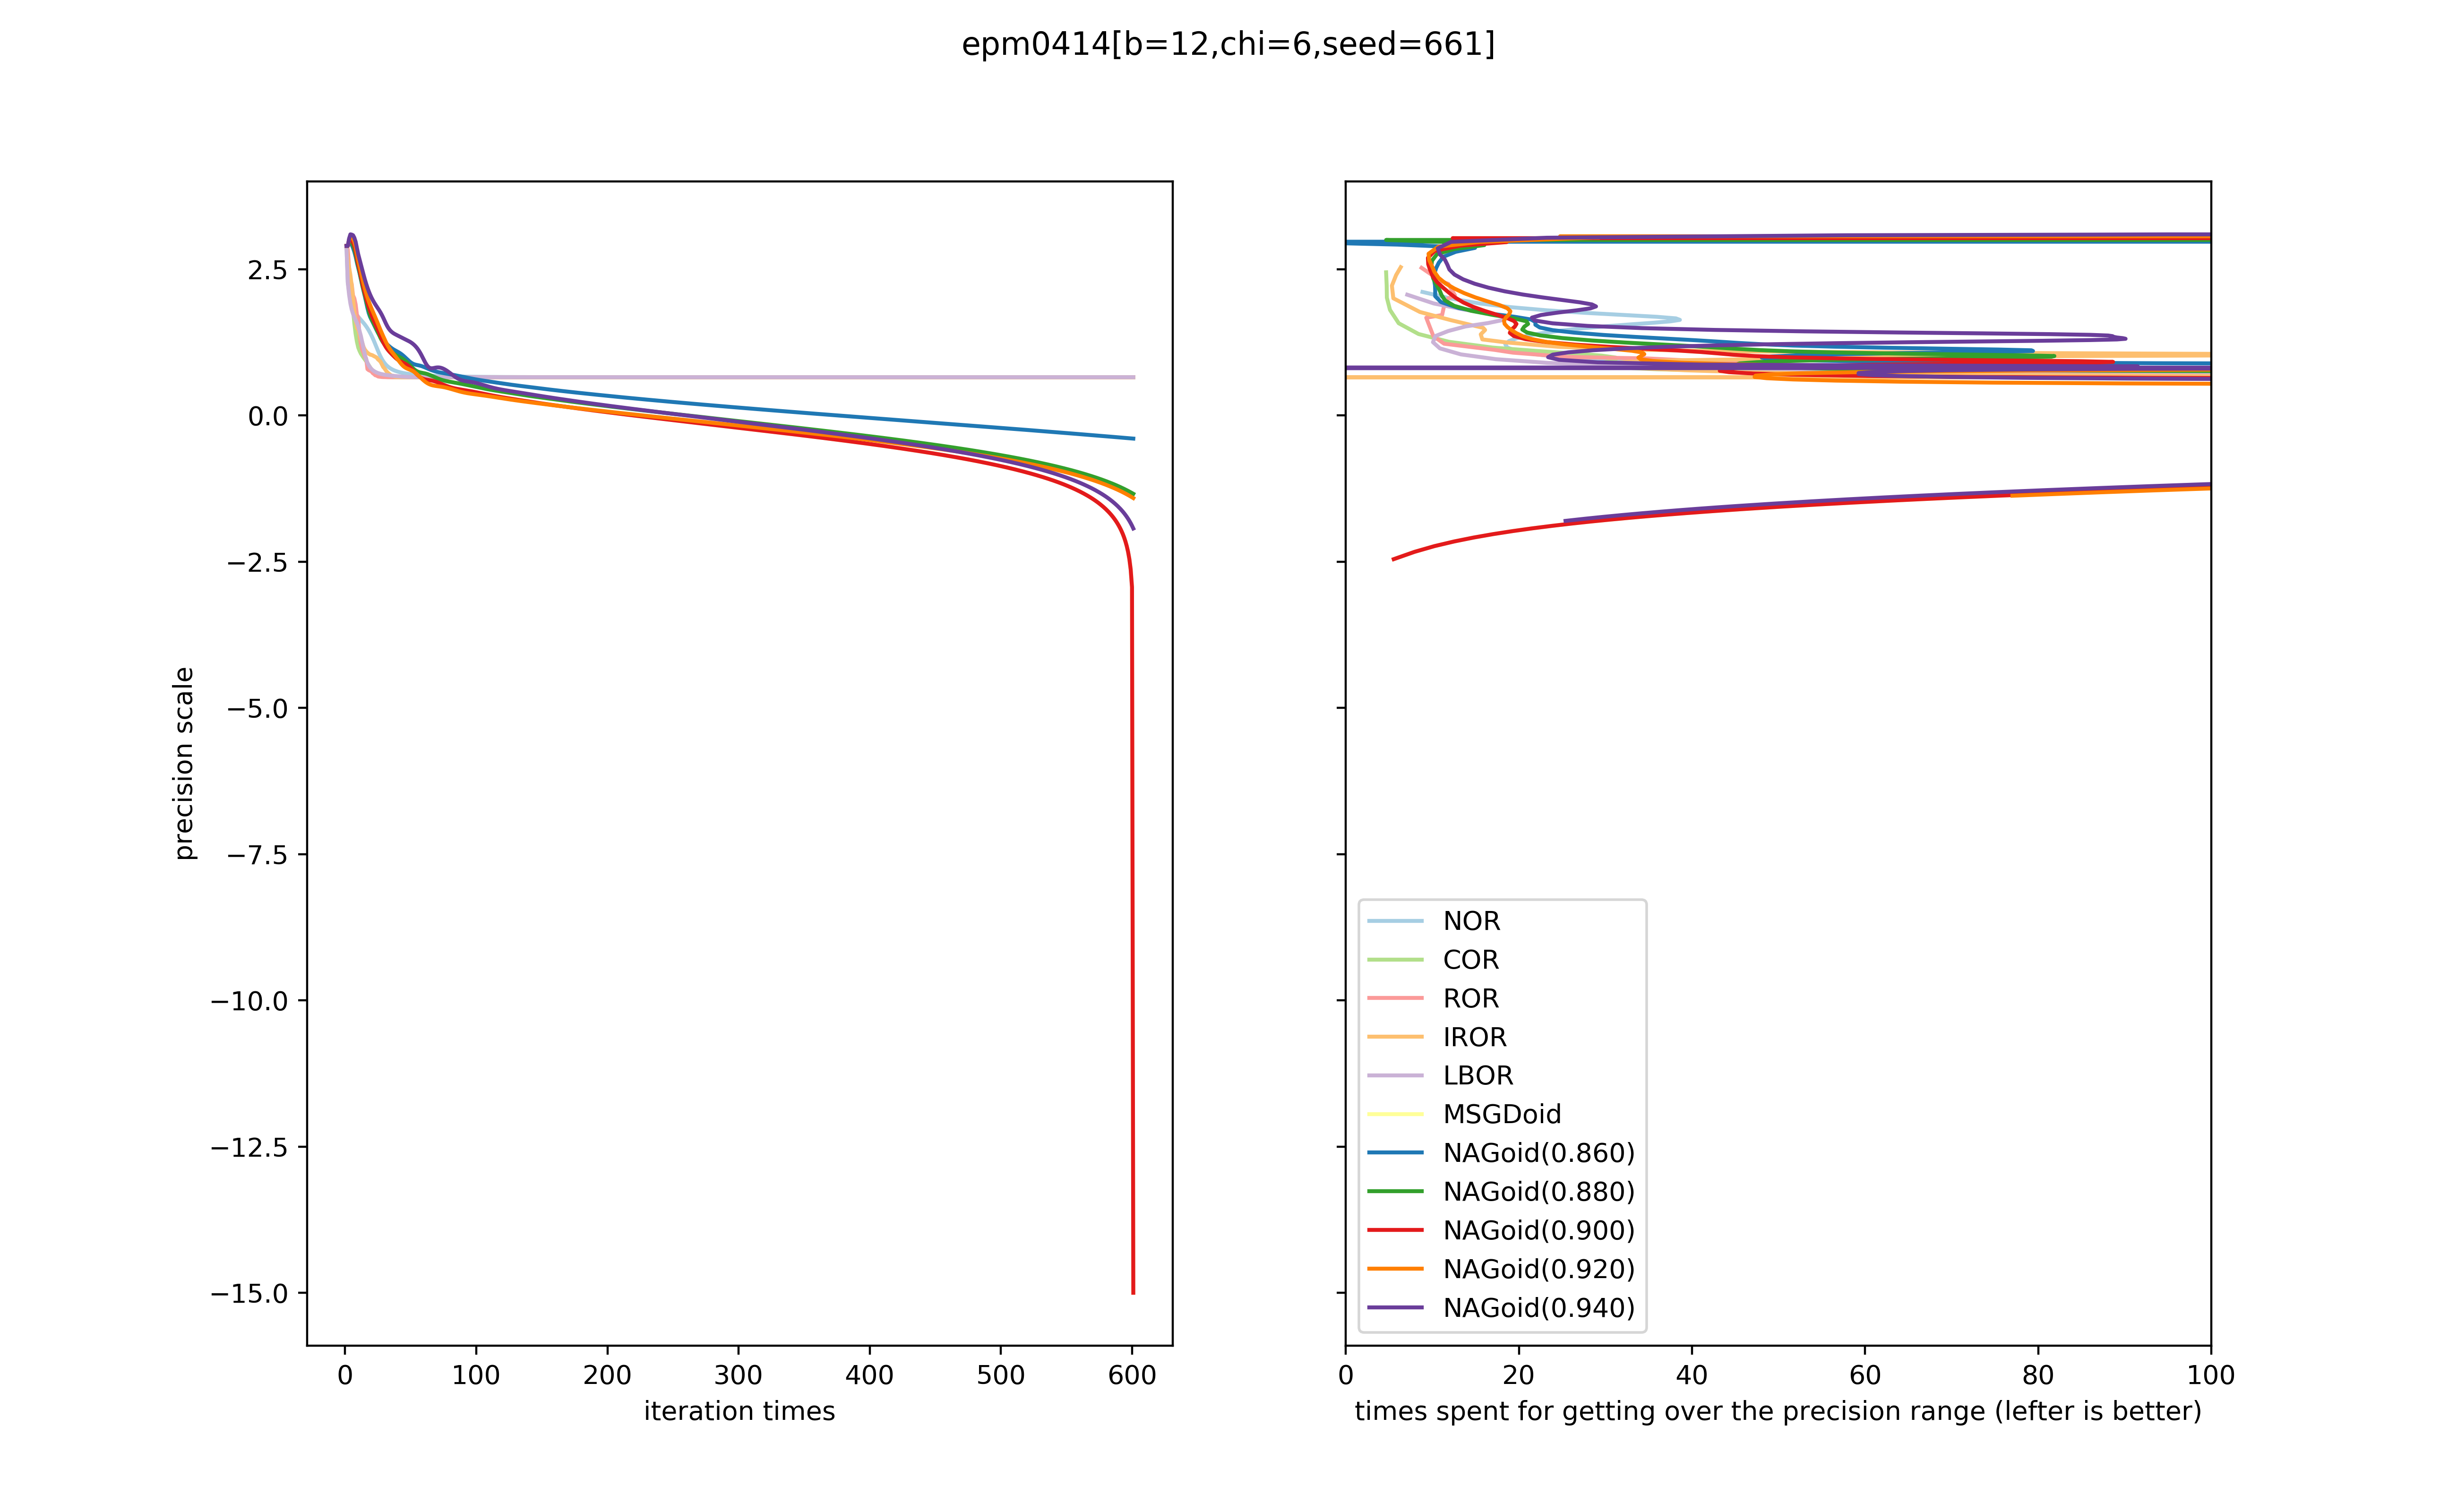 epm0414[b=12,chi=6,seed=661]
precision scale
2.5
0.0
−2.5
−5.0
−7.5
−10.0
−12.5
−15.0
0 100 200 300 400 500 600
iteration times
NOR
COR
ROR
IROR
LBOR
MSGDoid
NAGoid(0.860)
NAGoid(0.880)
NAGoid(0.900)
NAGoid(0.920)
NAGoid(0.940)
0 20 40 60 80 100
times spent for getting over the precision range (lefter is better)